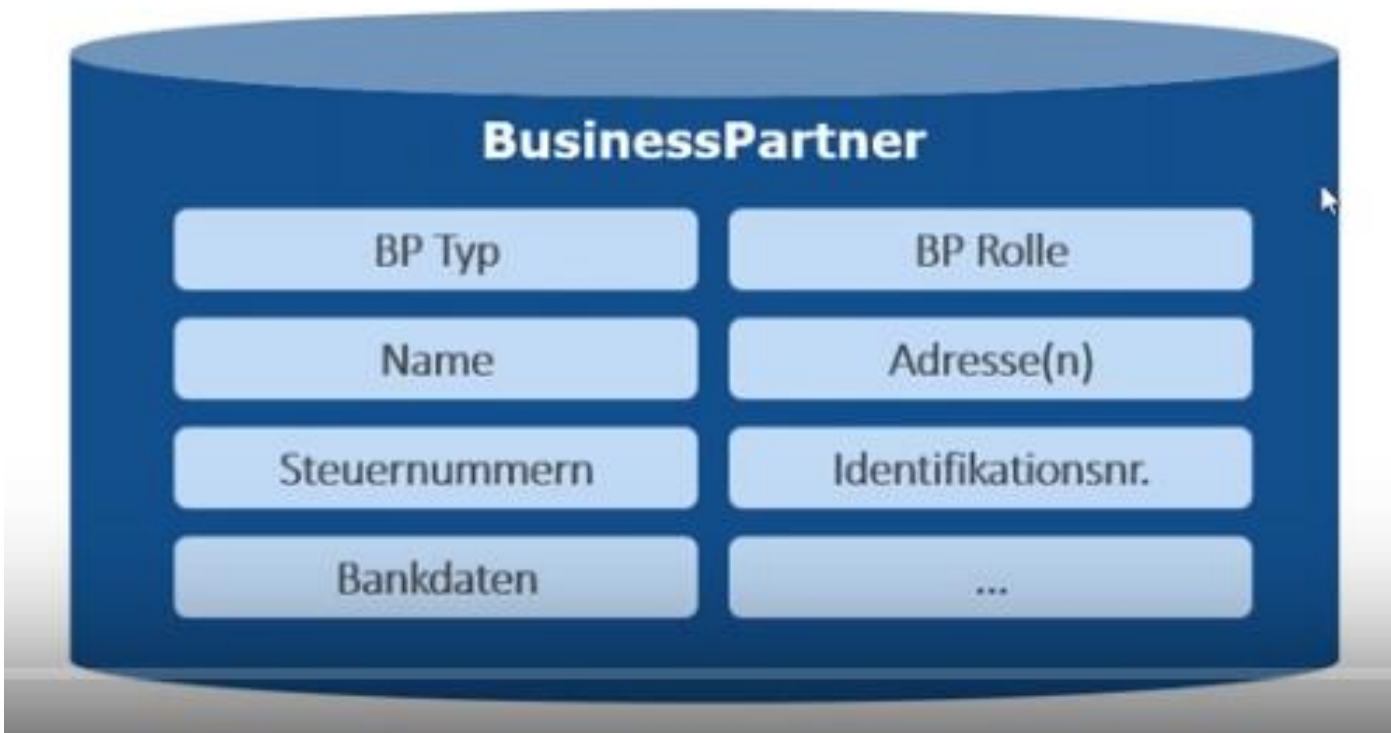 BusinessPartner
BP Typ
BP Rolle
Name
Adresse(n)
Steuernummern
Identifikationsnr.
Bankdaten
...